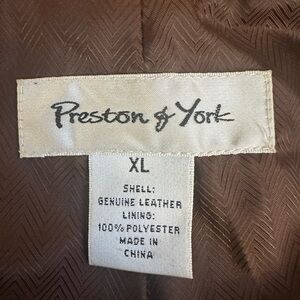 Preston & York
XL
SHELL:
GENUINE LEATHER
LINING:
100% POLYESTER
MADE IN
CHINA